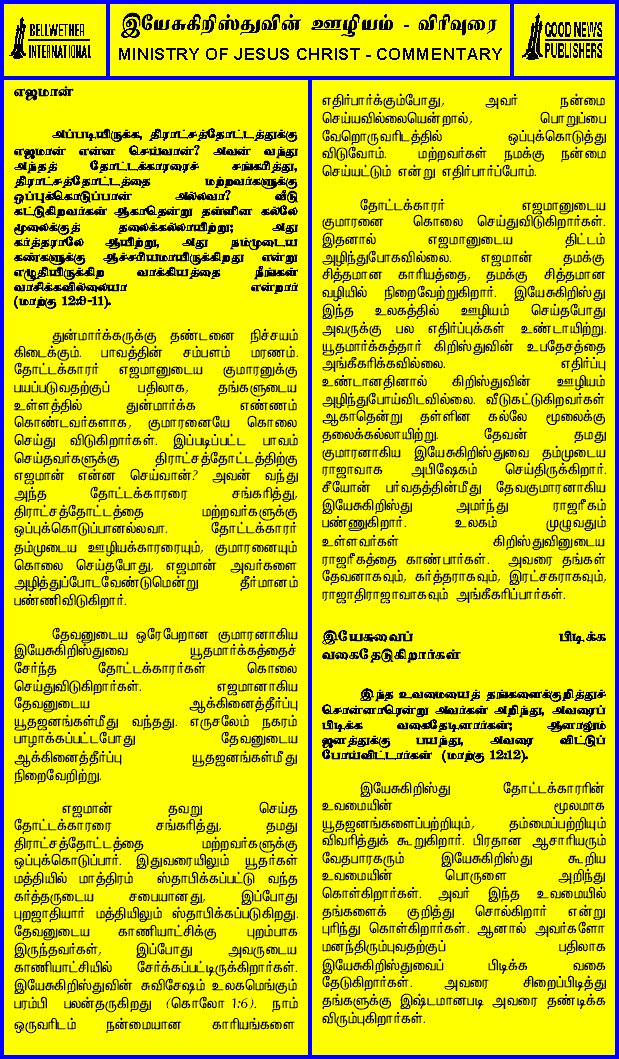 BELLWETHER
INTERNATIONAL
இயேசுகிறிஸ்துவின் ஊழியம் - விரிவுரை
MINISTRY OF JESUS CHRIST - COMMENTARY
GOOD NEWS
PUBLISHERS
எஜமான்
அப்படியிருக்க, திராட்சத்தோட்டத்துக்கு
எஜமான் என்ன செய்வான்? அவன் வந்து
அந்தத் தோட்டக்காரரைச் சங்கரித்து,
திராட்சத்தோட்டத்தை மற்றவர்களுக்கு
ஒப்புக்கொடுப்பான் அல்லவா? வீடு
கட்டுகிறவர்கள் ஆகாதென்று தள்ளின கல்லே
மூலைக்குத் தலைக்கல்லாயிற்று; அது
கர்த்தராலே ஆயிற்று, அது நம்முடைய
கண்களுக்கு ஆச்சரியமாயிருக்கிறது என்று
எழுதியிருக்கிற வாக்கியத்தை நீங்கள்
வாசிக்கவில்லையா என்றார்
(மாற்கு 12:9-11).
துன்மார்க்கருக்கு தண்டனை நிச்சயம்
கிடைக்கும். பாவத்தின் சம்பளம் மரணம்.
தோட்டக்காரர் எஜமானுடைய குமாரனுக்கு
பயப்படுவதற்குப் பதிலாக, தங்களுடைய
உள்ளத்தில் துன்மார்க்க எண்ணம்
கொண்டவர்களாக, குமாரனையே கொலை
செய்து விடுகிறார்கள். இப்படிப்பட்ட பாவம்
செய்தவர்களுக்கு திராட்சத்தோட்டத்திற்கு
எஜமான் என்ன செய்வான்? அவன் வந்து
அந்த தோட்டக்காரரை சங்கரித்து,
திராட்சத்தோட்டத்தை மற்றவர்களுக்கு
ஒப்புக்கொடுப்பானல்லவா. தோட்டக்காரர்
தம்முடைய ஊழியக்காரரையும், குமாரனையும்
கொலை செய்தபோது, எஜமான் அவர்களை
அழித்துப்போடவேண்டுமென்று தீர்மானம்
பண்ணிவிடுகிறார்.
தேவனுடைய ஒரேபேறான குமாரனாகிய
இயேசுகிறிஸ்துவை யூதமார்க்கத்தைச்
சேர்ந்த தோட்டக்காரர்கள் கொலை
செய்துவிடுகிறார்கள். எஜமானாகிய
தேவனுடைய ஆக்கினைத்தீர்ப்பு
யூதஜனங்கள்மீது வந்தது. எருசலேம் நகரம்
பாழாக்கப்பட்டபோது தேவனுடைய
ஆக்கினைத்தீர்ப்பு யூதஜனங்கள்மீது
நிறைவேறிற்று.
எஜமான் தவறு செய்த
தோட்டக்காரரை சங்கரித்து, தமது
திராட்சத்தோட்டத்தை மற்றவர்களுக்கு
ஒப்புக்கொடுப்பார். இதுவரையிலும் யூதர்கள்
மத்தியில் மாத்திரம் ஸ்தாபிக்கப்பட்டு வந்த
கர்த்தருடைய சபையானது, இப்போது
புறஜாதியார் மத்தியிலும் ஸ்தாபிக்கப்படுகிறது.
தேவனுடைய காணியாட்சிக்கு புறம்பாக
இருந்தவர்கள், இப்போது அவருடைய
காணியாட்சியில் சேர்க்கப்பட்டிருக்கிறார்கள்.
இயேசுகிறிஸ்துவின் சுவிசேஷம் உலகமெங்கும்
பரம்பி பலன்தருகிறது (கொலோ 1:6). நாம்
ஒருவரிடம் நன்மையான காரியங்களை
எதிர்பார்க்கும்போது, அவர் நன்மை
செய்யவில்லையென்றால், பொறுப்பை
வேறொருவரிடத்தில் ஒப்புக்கொடுத்து
விடுவோம். மற்றவர்கள் நமக்கு நன்மை
செய்யட்டும் என்று எதிர்பார்ப்போம்.
தோட்டக்காரர் எஜமானுடைய
குமாரனை கொலை செய்துவிடுகிறார்கள்.
இதனால் எஜமானுடைய திட்டம்
அழிந்துபோகவில்லை. எஜமான் தமக்கு
சித்தமான காரியத்தை, தமக்கு சித்தமான
வழியில் நிறைவேற்றுகிறார். இயேசுகிறிஸ்து
இந்த உலகத்தில் ஊழியம் செய்தபோது
அவருக்கு பல எதிர்ப்புக்கள் உண்டாயிற்று.
யூதமார்க்கத்தார் கிறிஸ்துவின் உபதேசத்தை
அங்கீகரிக்கவில்லை. எதிர்ப்பு
உண்டானதினால் கிறிஸ்துவின் ஊழியம்
அழிந்துபோய்விடவில்லை. வீடுகட்டுகிறவர்கள்
ஆகாதென்று தள்ளின கல்லே மூலைக்கு
தலைக்கல்லாயிற்று. தேவன் தமது
குமாரனாகிய இயேசுகிறிஸ்துவை தம்முடைய
ராஜாவாக அபிஷேகம் செய்திருக்கிறார்.
சீயோன் பர்வதத்தின்மீது தேவகுமாரனாகிய
இயேசுகிறிஸ்து அமர்ந்து ராஜரீகம்
பண்ணுகிறார். உலகம் முழுவதும்
உள்ளவர்கள் கிறிஸ்துவினுடைய
ராஜரீகத்தை காண்பார்கள். அவரை தங்கள்
தேவனாகவும், கர்த்தராகவும், இரட்சகராகவும்,
ராஜாதிராஜாவாகவும் அங்கீகரிப்பார்கள்.
இயேசுவைப் பிடிக்க
வகைதேடுகிறார்கள்
இந்த உவமையைத் தங்களைக்குறித்துச்
சொன்னாரென்று அவர்கள் அறிந்து, அவரைப்
பிடிக்க வகைதேடினார்கள்; ஆனாலும்
ஜனத்துக்கு பயந்து, அவரை விட்டுப்
போய்விட்டார்கள் (மாற்கு 12:12).
இயேசுகிறிஸ்து தோட்டக்காரரின்
உவமையின் மூலமாக
யூதஜனங்களைப்பற்றியும், தம்மைப்பற்றியும்
விவரித்துக் கூறுகிறார். பிரதான ஆசாரியரும்
வேதபாரகரும் இயேசுகிறிஸ்து கூறிய
உவமையின் பொருளை அறிந்து
கொள்கிறார்கள். அவர் இந்த உவமையில்
தங்களைக் குறித்து சொல்கிறார் என்று
புரிந்து கொள்கிறார்கள். ஆனால் அவர்களோ
மனந்திரும்புவதற்குப் பதிலாக
இயேசுகிறிஸ்துவைப் பிடிக்க வகை
தேடுகிறார்கள். அவரை சிறைப்பிடித்து
தங்களுக்கு இஷ்டமானபடி அவரை தண்டிக்க
விரும்புகிறார்கள்.